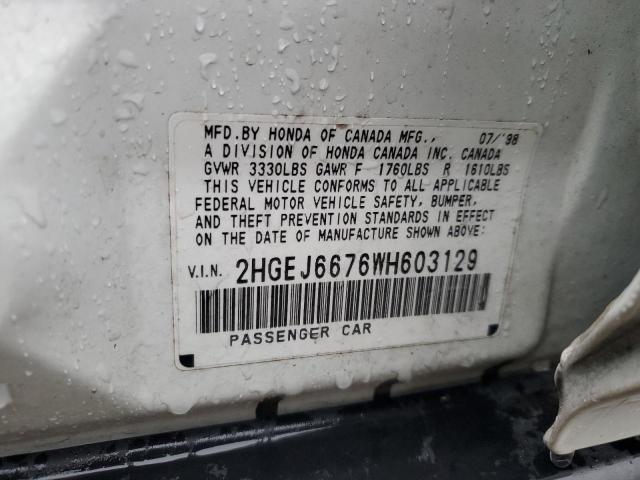 MFD. BY HONDA OF CANADA MFG., 07/'98
A DIVISION OF HONDA CANADA INC. CANADA
GVWR 3330LBS GAWR F 1760LBS R 1610LBS
THIS VEHICLE CONFORMS TO ALL APPLICABLE
FEDERAL MOTOR VEHICLE SAFETY, BUMPER,
AND THEFT PREVENTION STANDARDS IN EFFECT
ON THE DATE OF MANUFACTURE SHOWN ABOVE:
V.I.N. 2HGEJ6676WH603129
PASSENGER CAR